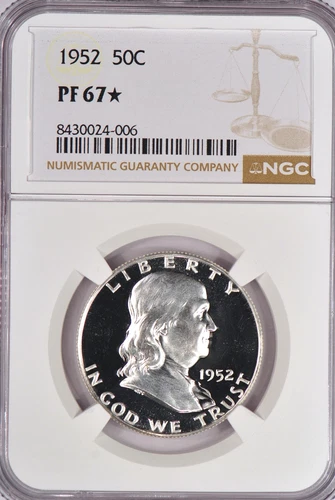 1952 50C
PF 67★
8430024-006
NUMISMATIC GUARANTY COMPANY
NGC
LIBERTY
1952
IN GOD WE TRUST